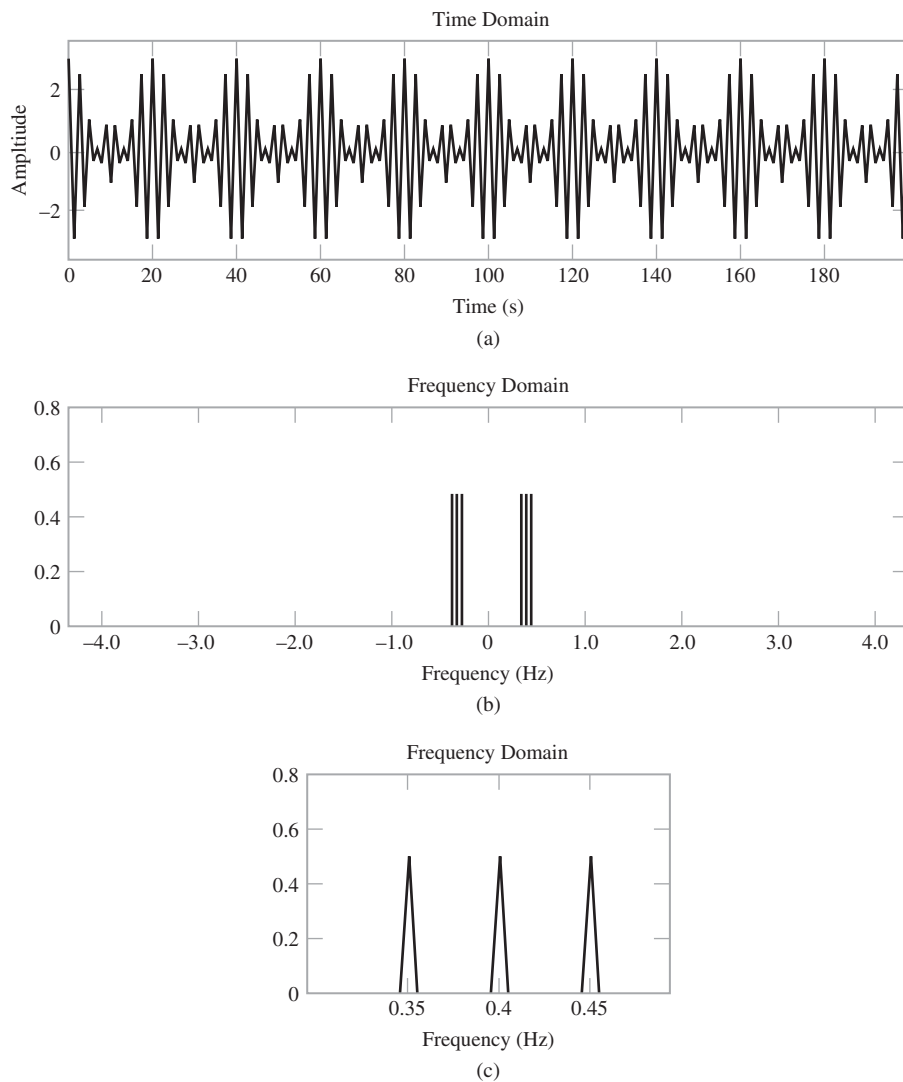 Time Domain
Amplitude
2
0
−2
0 20 40 60 80 100 120 140 160 180
Time (s)
(a)
Frequency Domain
0.8
0.6
0.4
0.2
0
−4.0 −3.0 −2.0 −1.0 0 1.0 2.0 3.0 4.0
Frequency (Hz)
(b)
Frequency Domain
0.8
0.6
0.4
0.2
0
0.35 0.4 0.45
Frequency (Hz)
(c)